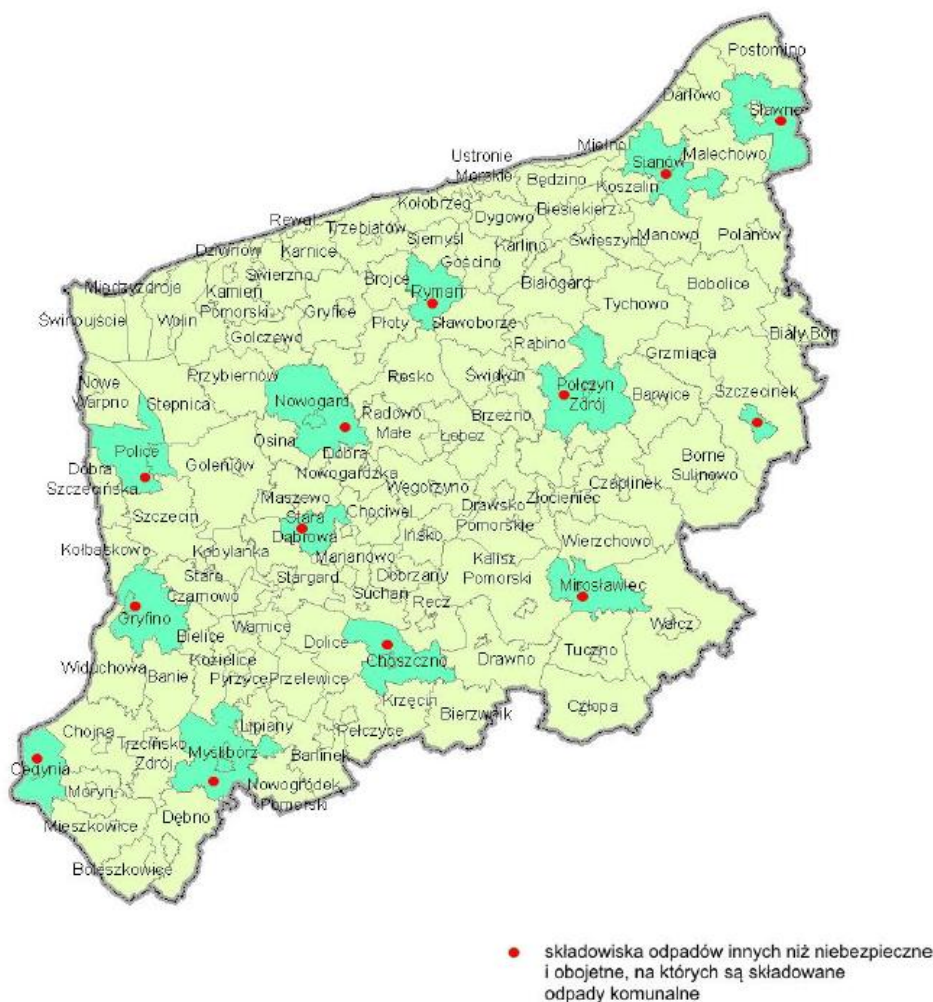 Postomino
Darłowo
Sławno
Mielno
Sianów
Malechowo
Ustronie
Morskie
Będzino
Koszalin
Kołobrzeg
Dygowo
Biesiekierz
Rewal
Trzebiatów
Siemyśl
Karlino
Świeszyno
Manowo
Polanów
Dziwnów
Karnice
Gościno
Międzyzdroje
Świerzno
Brojce
Rymań
Białogard
Bobolice
Kamień
Pomorski
Gryfice
Tychowo
Świnoujście
Wolin
Golczewo
Płoty
Sławoborze
Rąbino
Biały Bór
Grzmiąca
Przybiernów
Resko
Świdwin
Połczyn
Zdrój
Barwice
Szczecinek
Nowe
Warpno
Stepnica
Nowogard
Radowo
Małe
Brzeżno
Osina
Łobez
Police
Dobra
Nowogardzka
Borne
Sulinowo
Dobra
Szczecińska
Goleniów
Węgorzyno
Złocieniec
Czaplinek
Maszewo
Chociwel
Drawsko
Pomorskie
Szczecin
Stara
Dąbrowa
Ińsko
Wierzchowo
Kołbaskowo
Kobylanka
Marianowo
Kalisz
Pomorski
Stare
Czarnowo
Stargard
Dobrzany
Mirosławiec
Suchań
Recz
Gryfino
Warnice
Wałcz
Bielice
Dolice
Choszczno
Drawno
Tuczno
Widuchowa
Kozielice
Banie
Pyrzyce
Przelewice
Krzęcin
Bierzwnik
Człopa
Chojna
Lipiany
Pełczyce
Trzcińsko
Zdrój
Myślibórz
Barlinek
Cedynia
Moryń
Nowogródek
Pomorski
Mieszkowice
Dębno
Boleszkowice
składowiska odpadów innych niż niebezpieczne
i obojetne, na których są składowane
odpady komunalne